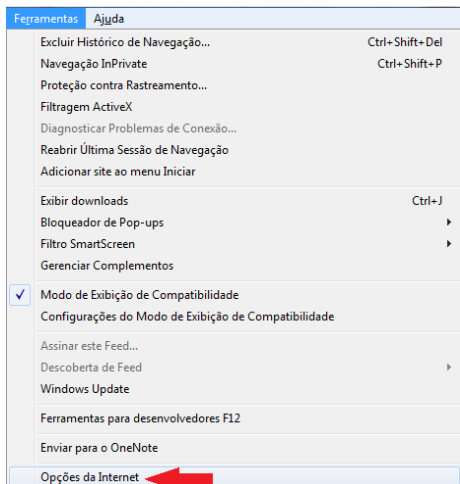 Ferramentas Ajuda
Excluir Histórico de Navegação... Ctrl+Shift+Del
Navegação InPrivate Ctrl+Shift+P
Proteção contra Rastreamento...
Filtragem ActiveX
Diagnosticar Problemas de Conexão...
Reabrir Última Sessão de Navegação
Adicionar site ao menu Iniciar
Exibir downloads Ctrl+J
Bloqueador de Pop-ups
Filtro SmartScreen
Gerenciar Complementos
Modo de Exibição de Compatibilidade
Configurações do Modo de Exibição de Compatibilidade
Assinar este Feed...
Descoberta de Feed
Windows Update
Ferramentas para desenvolvedores F12
Enviar para o OneNote
Opções da Internet